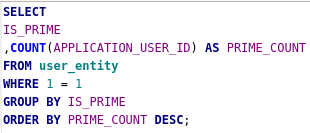 SELECT
IS_PRIME
,COUNT(APPLICATION_USER_ID) AS PRIME_COUNT
FROM user_entity
WHERE 1 = 1
GROUP BY IS_PRIME
ORDER BY PRIME_COUNT DESC;